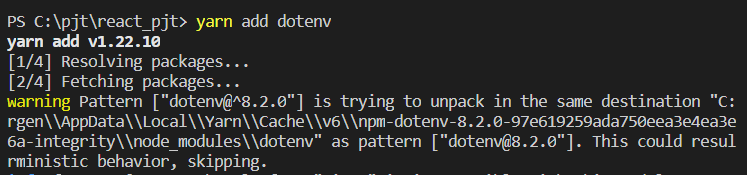 PS C:\pjt\react_pjt> yarn add dotenv
yarn add v1.22.10
[1/4] Resolving packages...
[2/4] Fetching packages...
warning Pattern ["dotenv@^8.2.0"] is trying to unpack in the same destination "C:
rgen\\AppData\\Local\\Yarn\\Cache\\v6\\npm-dotenv-8.2.0-97e619259ada750eea3e4ea3e
6a-integrity\\node_modules\\dotenv" as pattern ["dotenv@8.2.0"]. This could resul
rministic behavior, skipping.